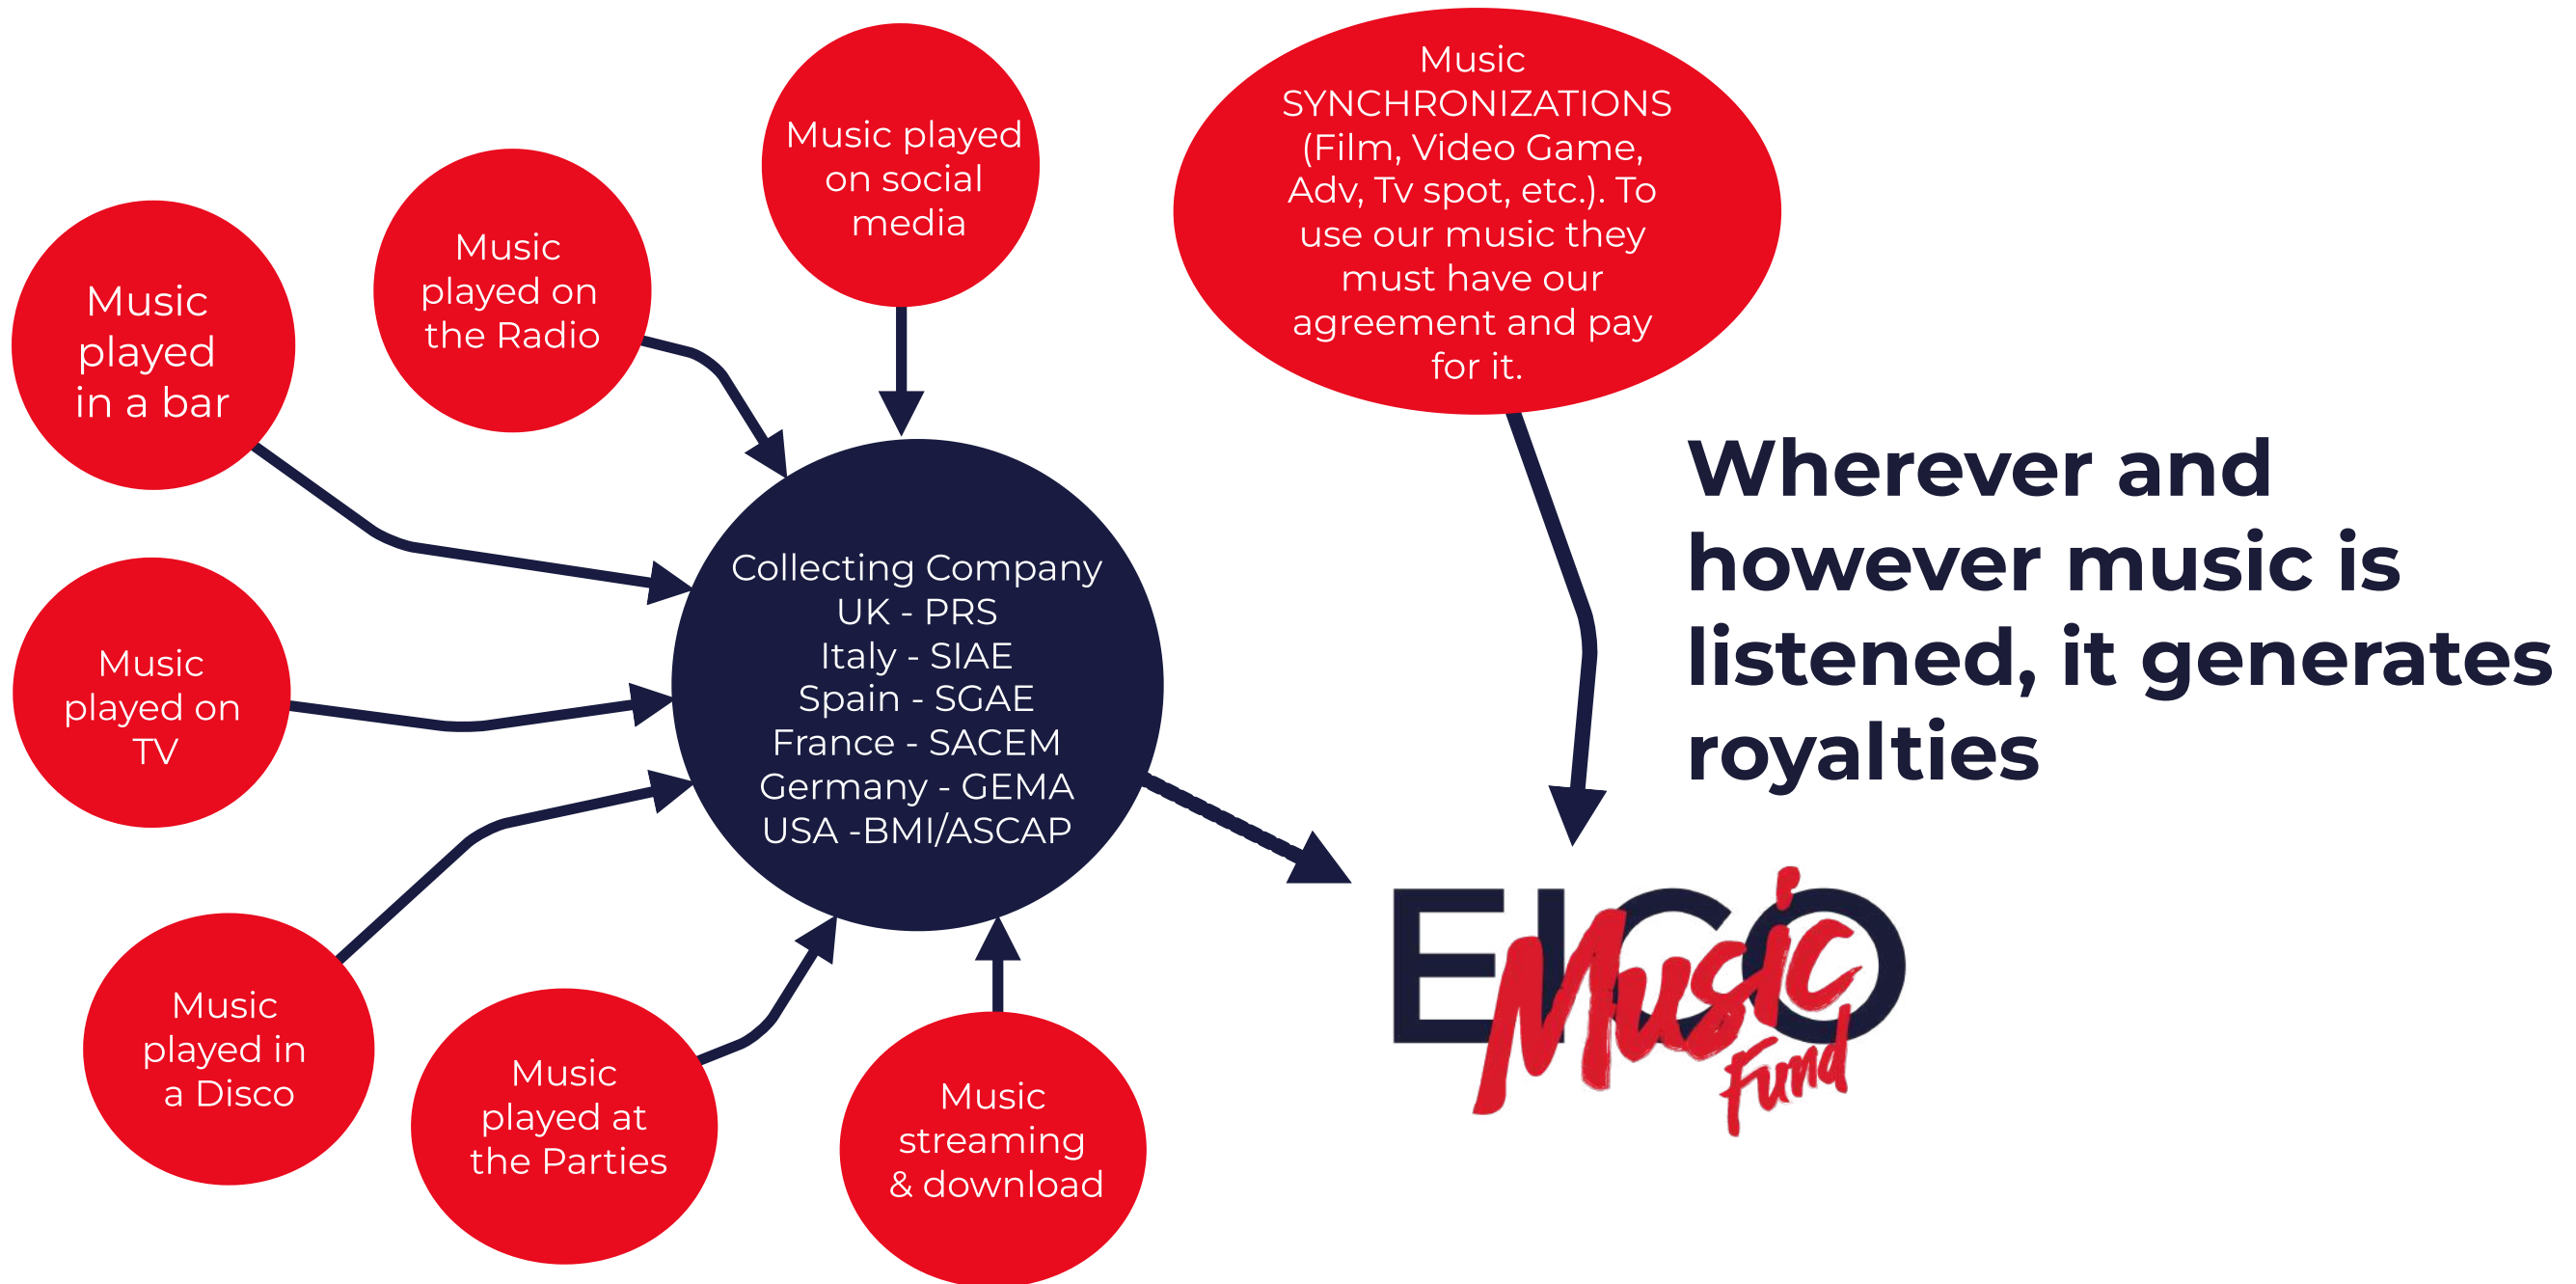 Music
SYNCHRONIZATIONS
(Film, Video Game,
Adv, Tv spot, etc.). To
use our music they
must have our
agreement and pay
for it.
Music played
on social
media
Music
played on
the Radio
Music
played
in a bar
Wherever and
however music is
listened, it generates
royalties
Collecting Company
UK - PRS
Italy - SIAE
Spain - SGAE
France - SACEM
Germany - GEMA
USA -BMI/ASCAP
Music
played on
TV
EICO
Music
Fund
Music
played in
a Disco
Music
played at
the Parties
Music
streaming
& download